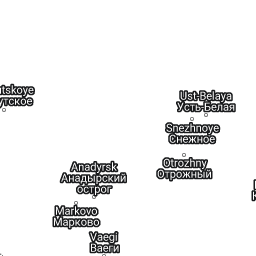 Ust-Belaya
Усть-Белая
Snezhnoye
Снежное
Otrozhny
Отрожный
Anadyrsk
Анадырский
острог
Markovo
Марково
Vaegi
Ваеги